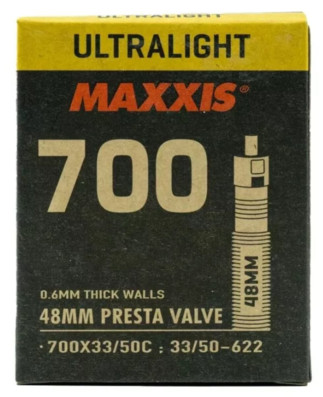 ULTRALIGHT
MAXXIS®
700
48MM
0.6MM THICK WALLS
48MM PRESTA VALVE
·700X33/50C ; 33/50-622